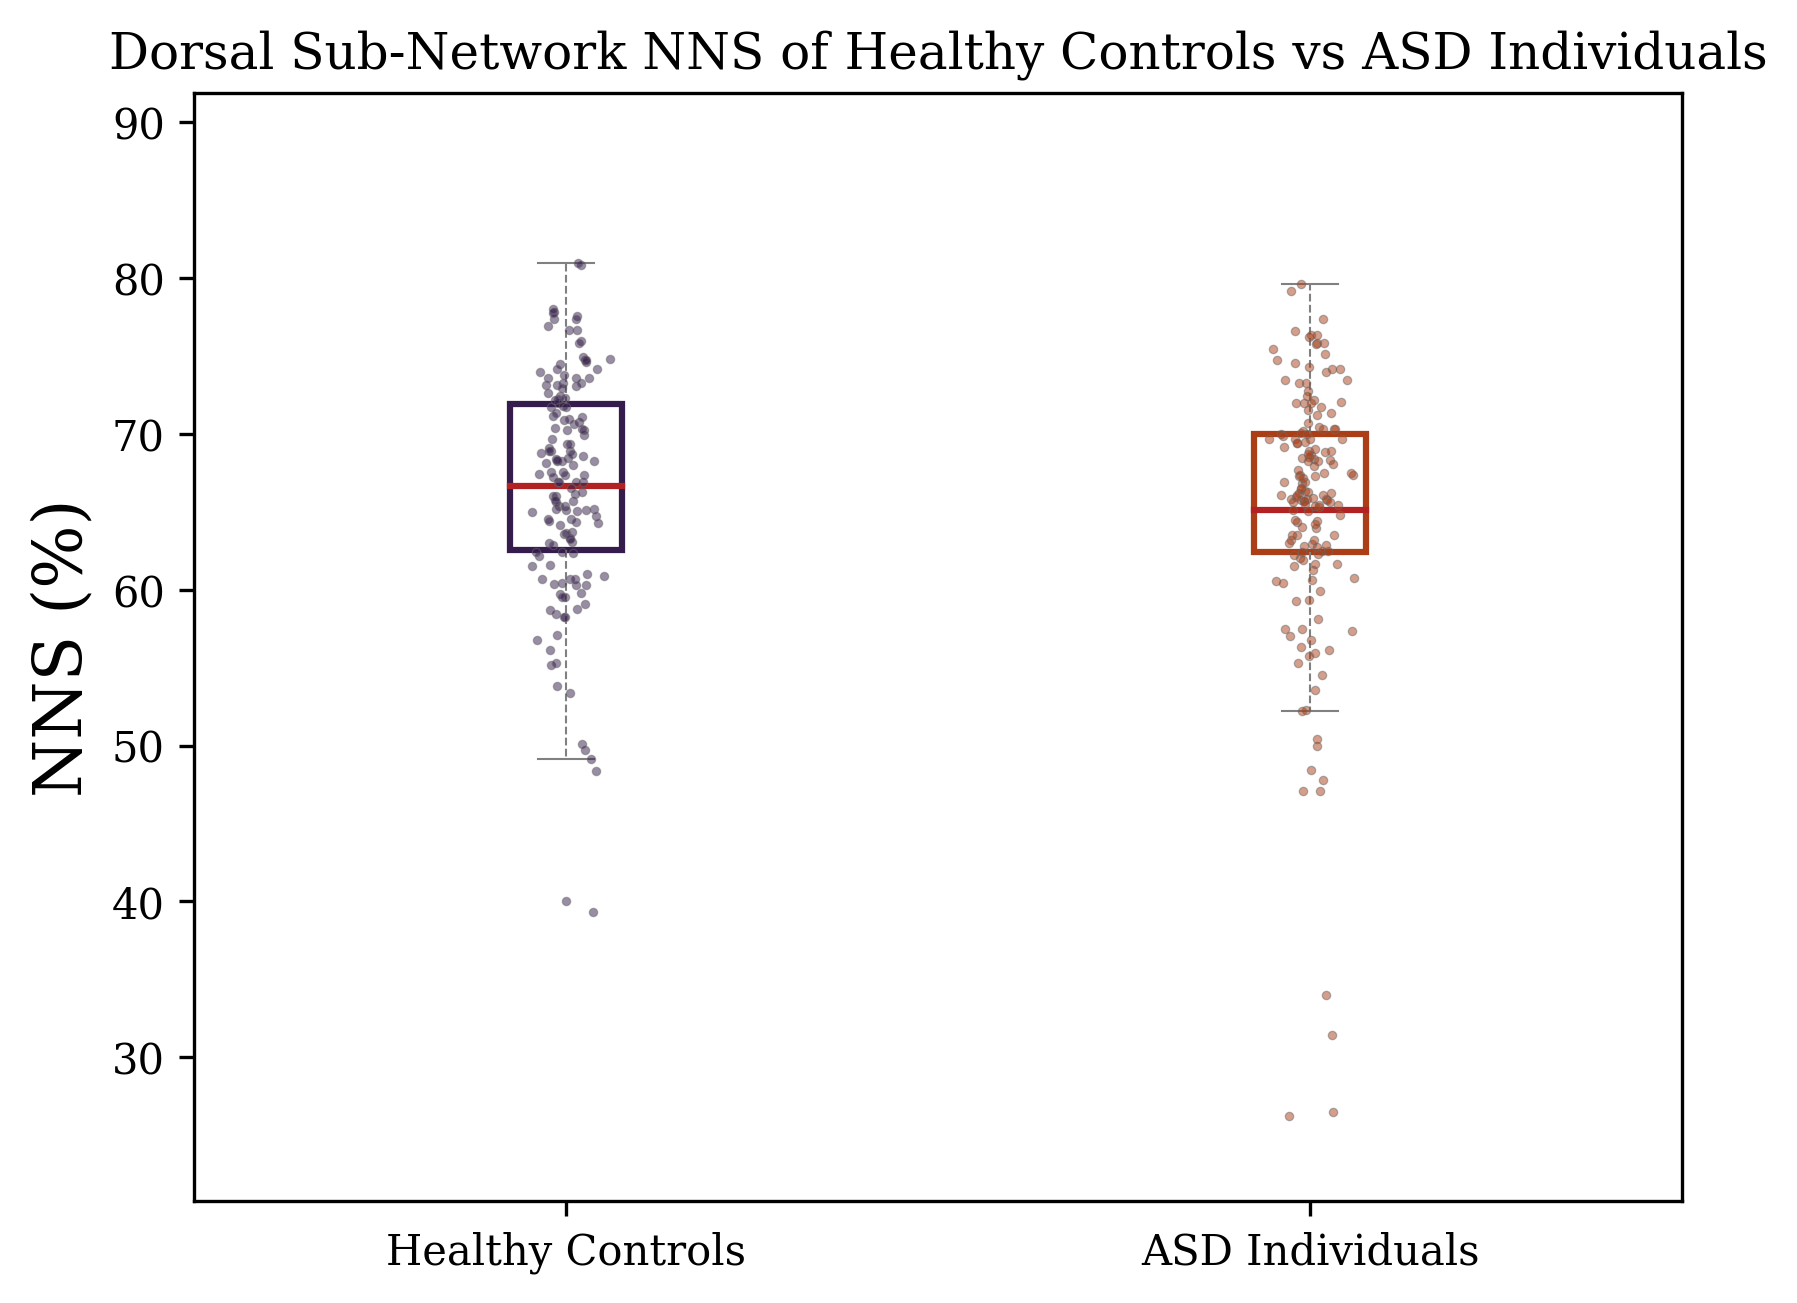 Dorsal Sub-Network NNS of Healthy Controls vs ASD Individuals
90
80
70
60
50
40
30
NNS (%)
Healthy Controls
ASD Individuals